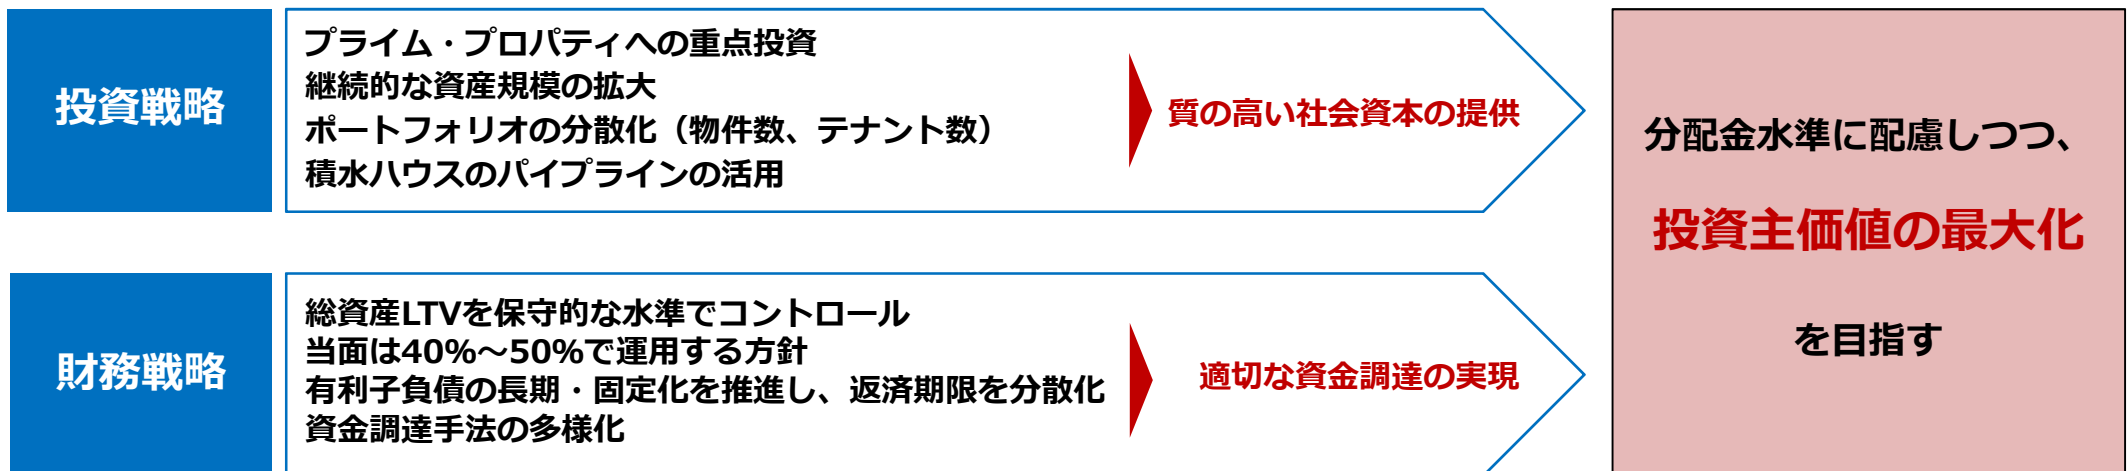 投資戦略
プライム・プロパティへの重点投資
継続的な資産規模の拡大
ポートフォリオの分散化（物件数、テナント数）
積水ハウスのパイプラインの活用
質の高い社会資本の提供
財務戦略
総資産LTVを保守的な水準でコントロール
当面は40%～50%で運用する方針
有利子負債の長期・固定化を推進し、返済期限を分散化
資金調達手法の多様化
適切な資金調達の実現
分配金水準に配慮しつつ、
投資主価値の最大化
を目指す